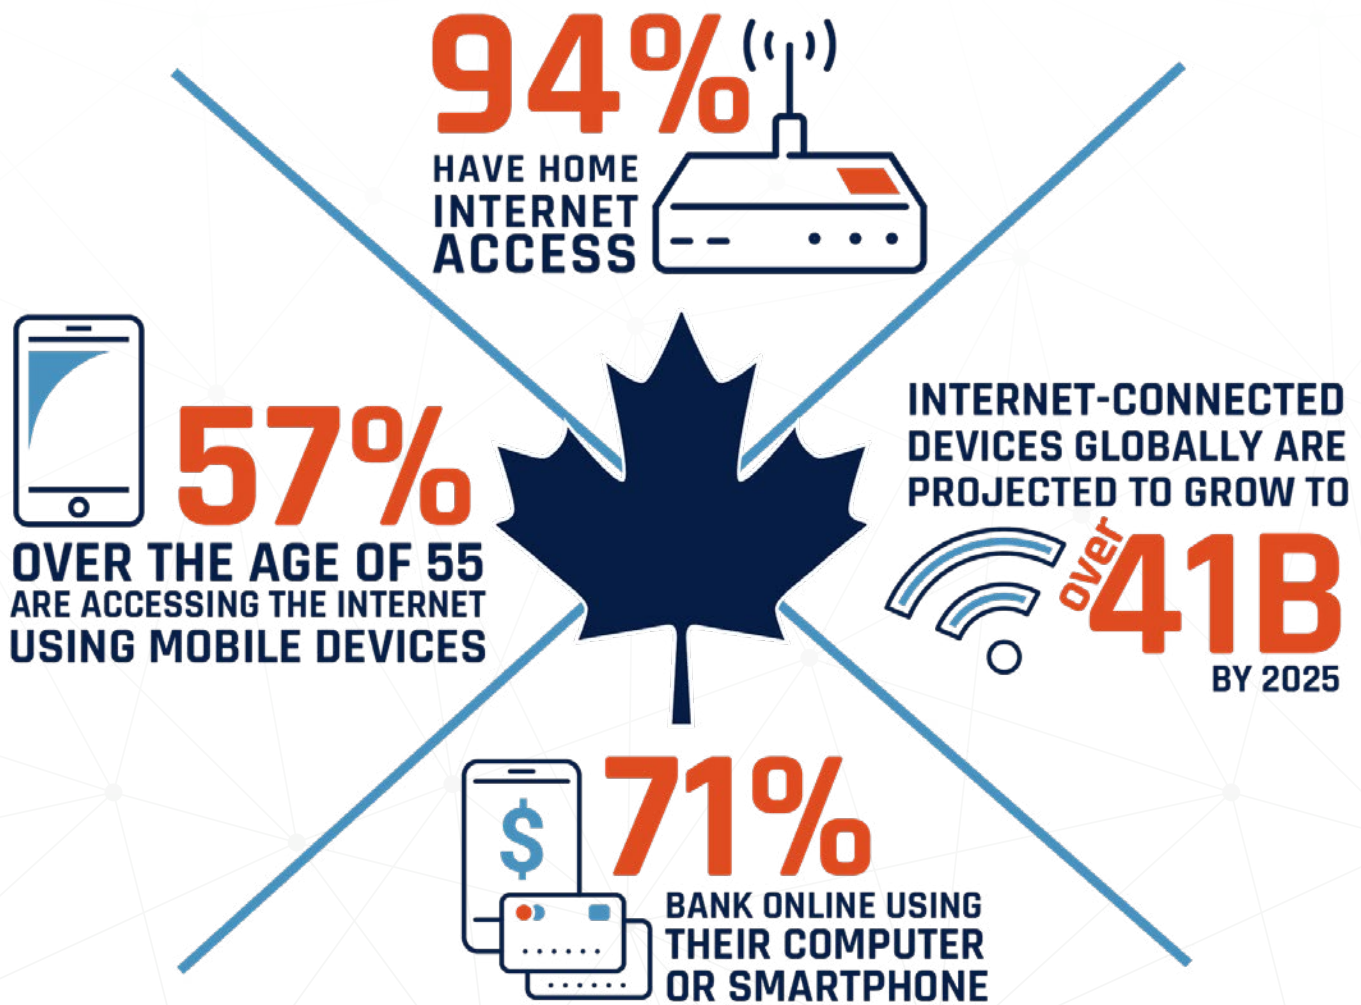 94%
HAVE HOME
INTERNET
ACCESS
57%
OVER THE AGE OF 55
ARE ACCESSING THE INTERNET
USING MOBILE DEVICES
INTERNET-CONNECTED
DEVICES GLOBALLY ARE
PROJECTED TO GROW TO
over 41B
BY 2025
$
71%
BANK ONLINE USING
THEIR COMPUTER
OR SMARTPHONE